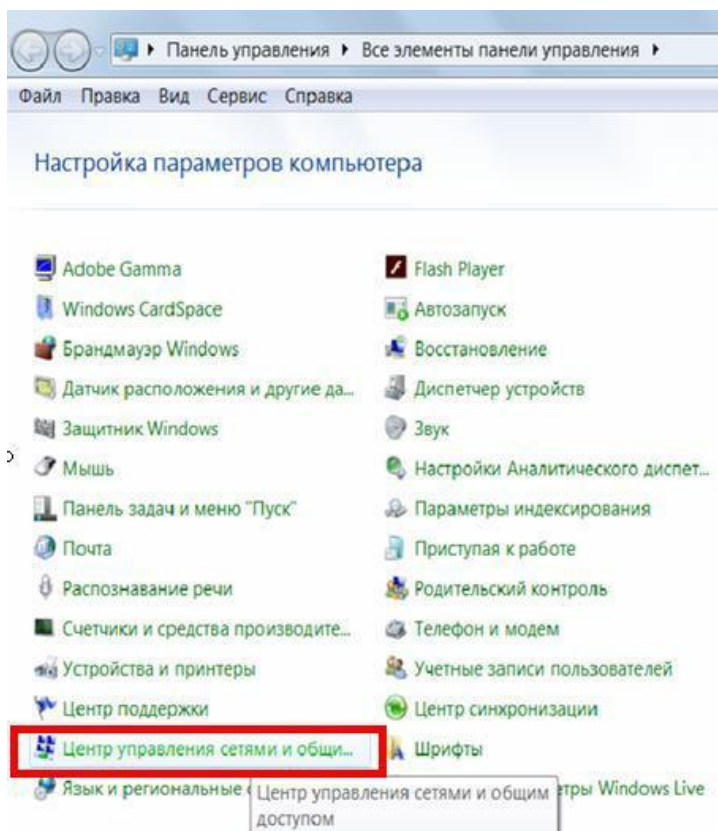 Панель управления Все элементы панели управления
Файл Правка Вид Сервис Справка
Настройка параметров компьютера
Adobe Gamma
Flash Player
Windows CardSpace
Автозапуск
Брандмауэр Windows
Восстановление
Датчик расположения и другие да...
Диспетчер устройств
Защитник Windows
Звук
Мышь
Настройки Аналитического диспет...
Панель задач и меню "Пуск"
Параметры индексирования
Почта
Приступая к работе
Распознавание речи
Родительский контроль
Счетчики и средства производите...
Телефон и модем
Устройства и принтеры
Учетные записи пользователей
Центр поддержки
Центр синхронизации
Центр управления сетями и общи...
Шрифты
Язык и региональные
Windows Live
Центр управления сетями и общим
доступом